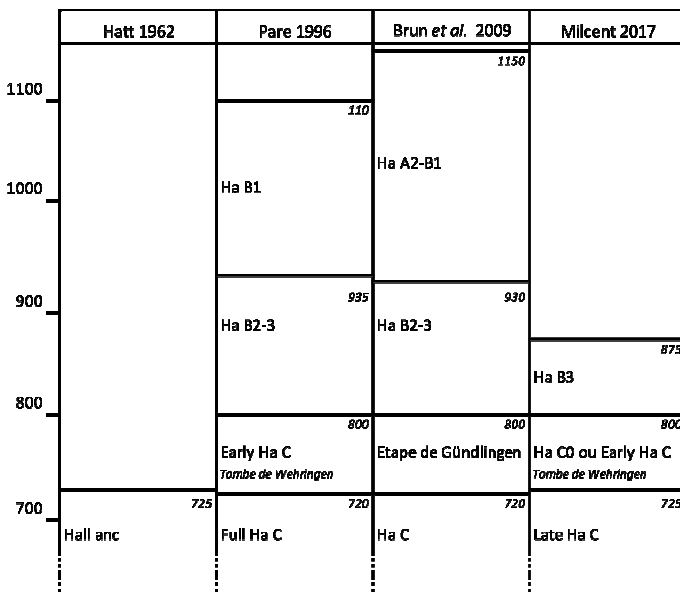 Hatt 1962
Pare 1996
Brun et al. 2009
Milcent 2017
1150
1100
110
Ha A2-B1
1000
Ha B1
935
930
900
Ha B2-3
Ha B2-3
875
Ha B3
800
800
800
800
Early Ha C
Etape de Gündlingen
Ha C0 ou Early Ha C
Tombe de Wehringen
Tombe de Wehringen
700
725
720
720
725
Hall anc
Full Ha C
Ha C
Late Ha C